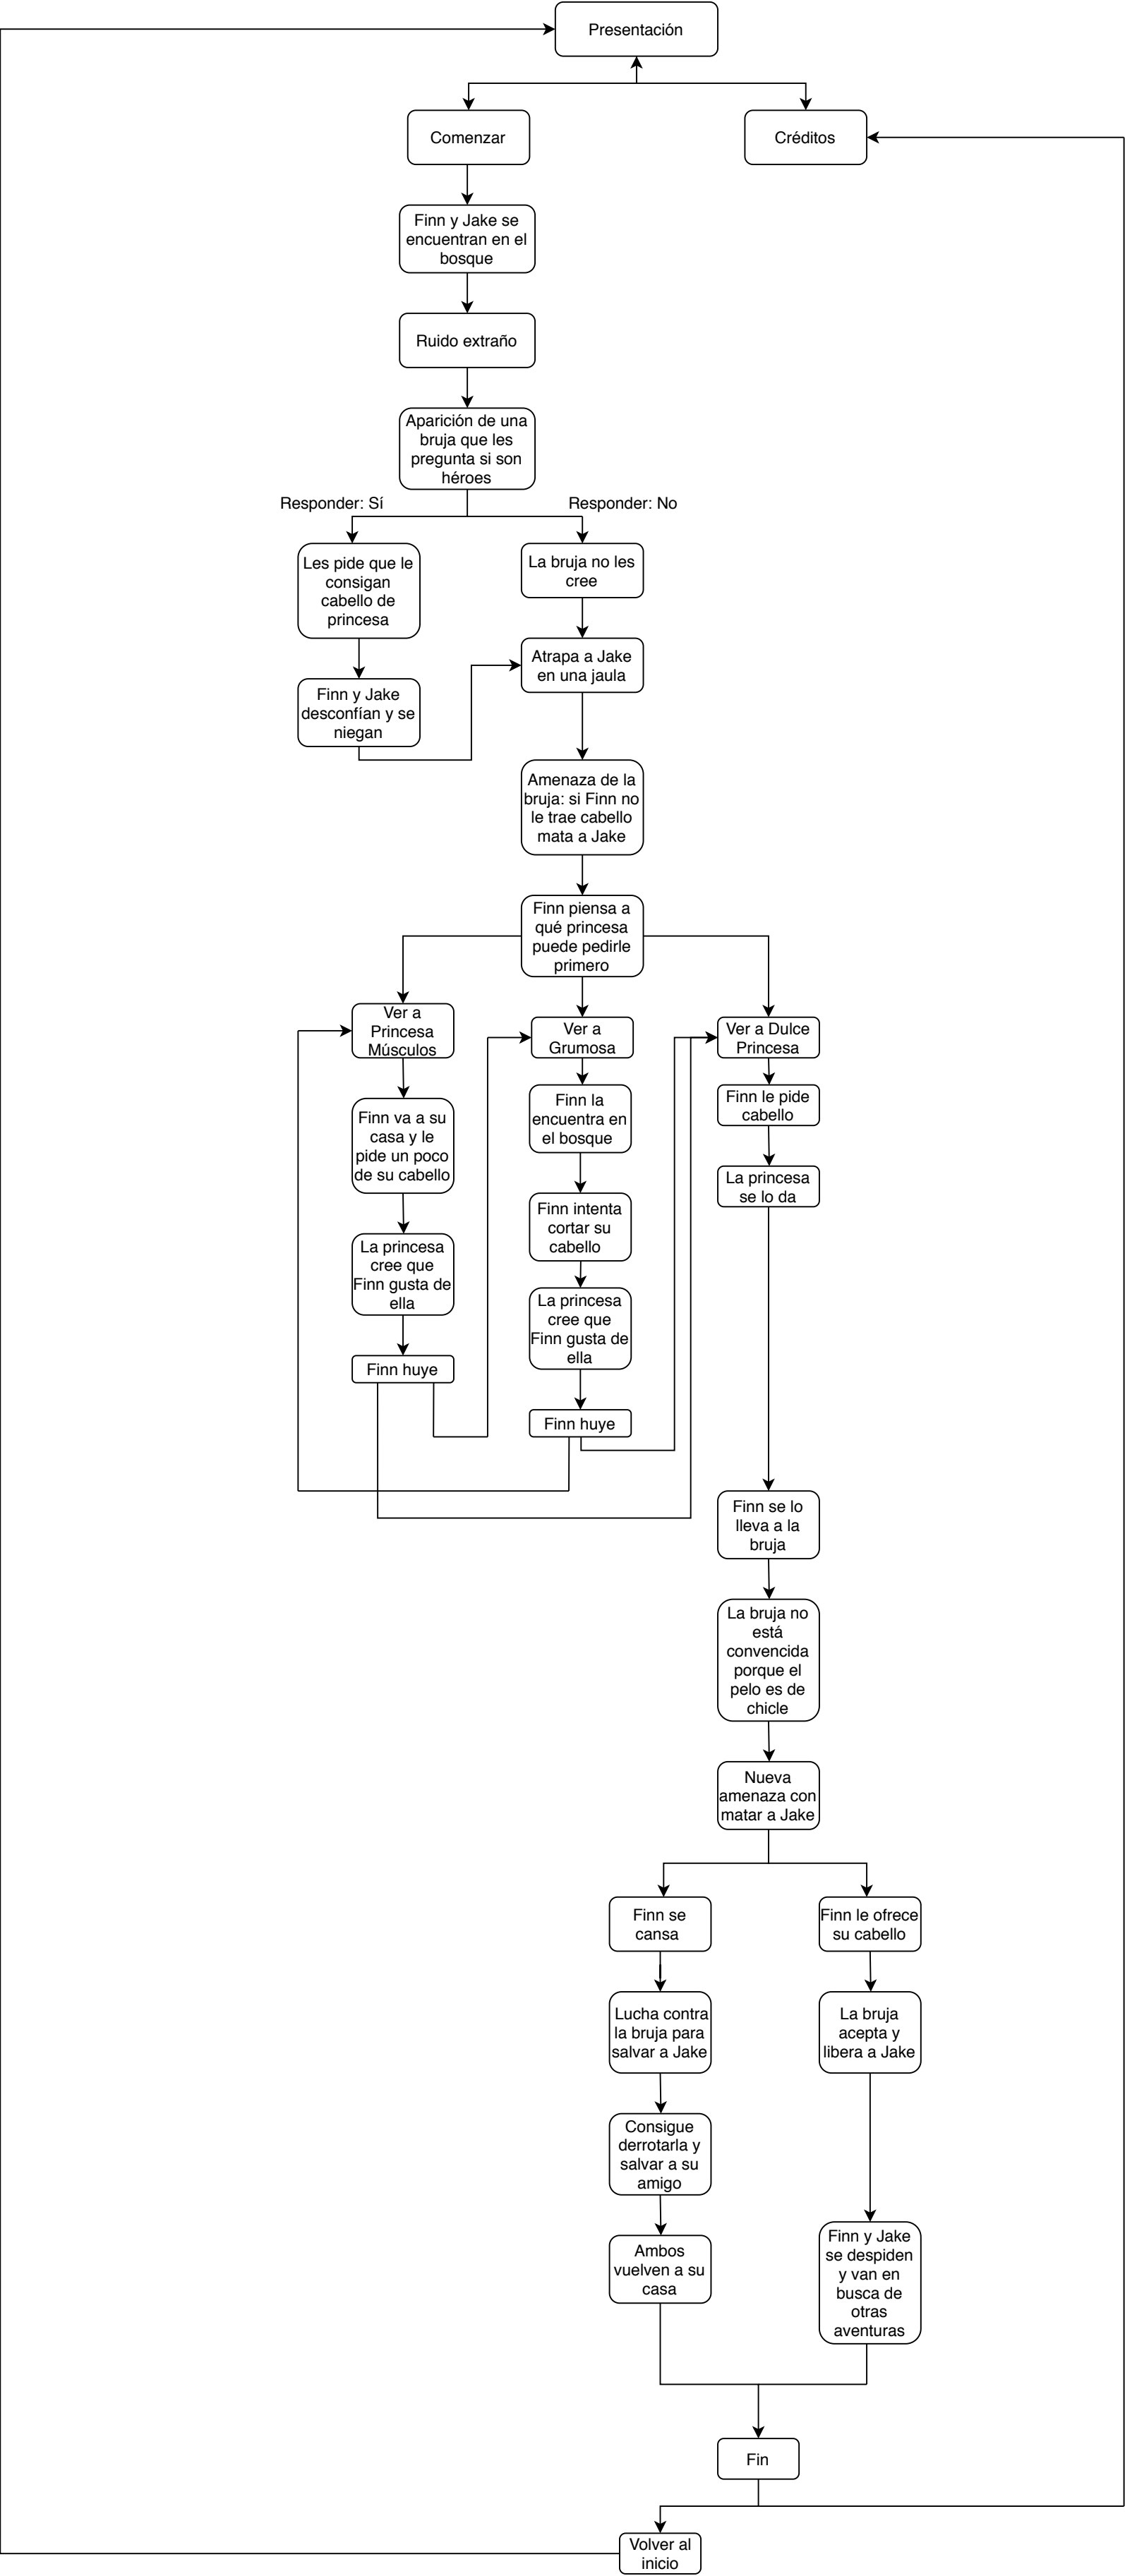 Presentación
Comenzar
Créditos
Finn y Jake se
encuentran en el
bosque
Ruido extraño
Aparición de una
bruja que les
pregunta si son
héroes
Responder: Sí
Responder: No
Les pide que le
consigan
cabello de
princesa
La bruja no les
cree
Finn y Jake
desconfían y se
niegan
Atrapa a Jake
en una jaula
Amenaza de la
bruja: si Finn no
le trae cabello
mata a Jake
Finn piensa a
qué princesa
puede pedirle
primero
Ver a
Princesa
Músculos
Finn va a su
casa y le
pide un poco
de su cabello
La princesa
cree que
Finn gusta de
ella
Finn huye
Ver a
Grumosa
Finn la
encuentra en
el bosque
Finn intenta
cortar su
cabello
La princesa
cree que
Finn gusta de
ella
Finn huye
Ver a Dulce
Princesa
Finn le pide
cabello
La princesa
se lo da
Finn se lo
lleva a la
bruja
La bruja no
está
convencida
porque el
pelo es de
chicle
Nueva
amenaza con
matar a Jake
Finn se
cansa
Lucha contra
la bruja para
salvar a Jake
Consigue
derrotarla y
salvar a su
amigo
Ambos
vuelven a su
casa
Finn le ofrece
su cabello
La bruja
acepta y
libera a Jake
Finn y Jake
se despiden
y van en
busca de
otras
aventuras
Fin
Volver al
inicio